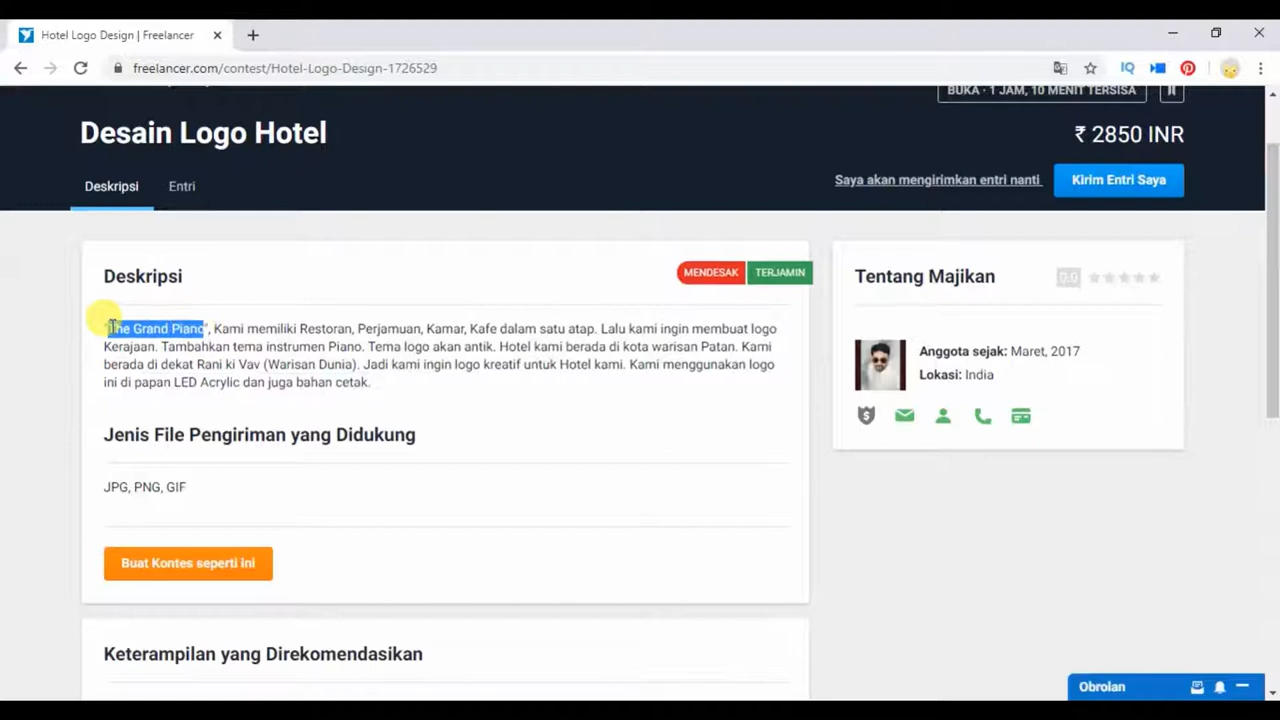 Hotel Logo Design | Freelancer
freelancer.com/contest/Hotel-Logo-Design-1726529
IQ
BUKA · 1 JAM, 10 MENIT TERSISA
Desain Logo Hotel
₹ 2850 INR
Deskripsi
Entri
Saya akan mengirimkan entri nanti
Kirim Entri Saya
Deskripsi
MENDESAK
TERJAMIN
"The Grand Piano", Kami memiliki Restoran, Perjamuan, Kamar, Kafe dalam satu atap. Lalu kami ingin membuat logo
Kerajaan. Tambahkan tema instrumen Piano. Tema logo akan antik. Hotel kami berada di kota warisan Patan. Kami
berada di dekat Rani ki Vav (Warisan Dunia). Jadi kami ingin logo kreatif untuk Hotel kami. Kami menggunakan logo
ini di papan LED Acrylic dan juga bahan cetak.
Jenis File Pengiriman yang Didukung
JPG, PNG, GIF
Buat Kontes seperti ini
Keterampilan yang Direkomendasikan
Tentang Majikan
0.0
Anggota sejak: Maret, 2017
Lokasi: India
Obrolan